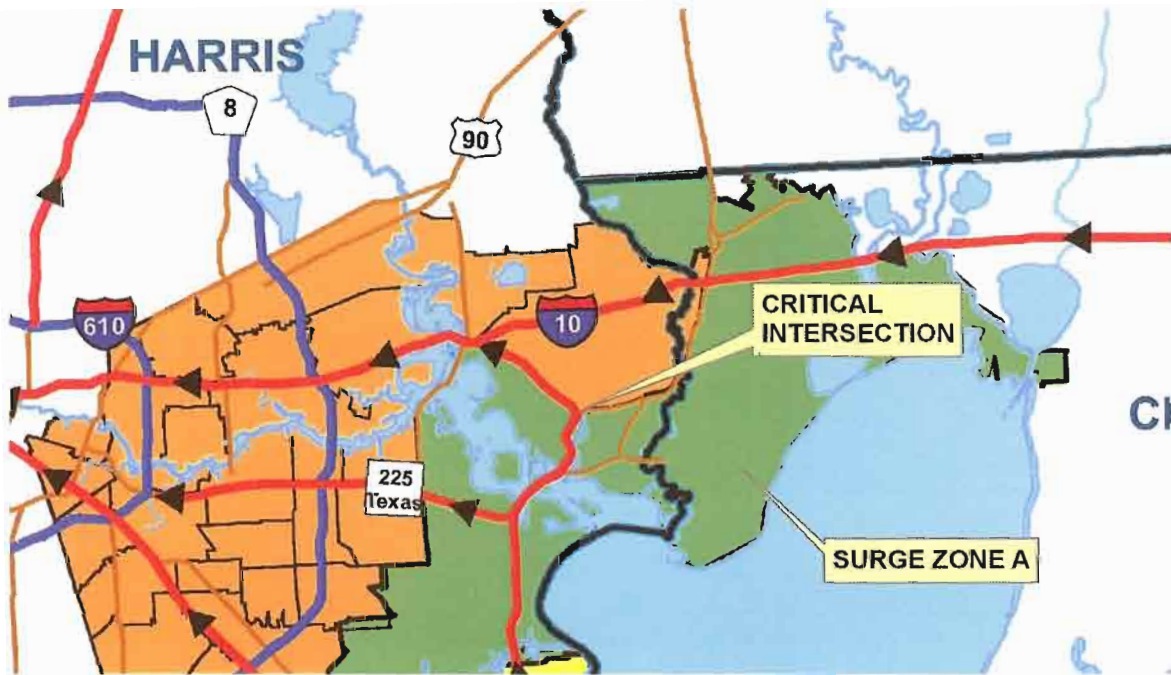 HARRIS
8
90
CRITICAL
INTERSECTION
610
10
225
Texas
SURGE ZONE A